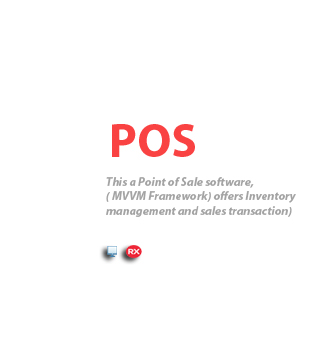 POS
This a Point of Sale software,
( MVVM Framework) offers Inventory
management and sales transaction)
RX